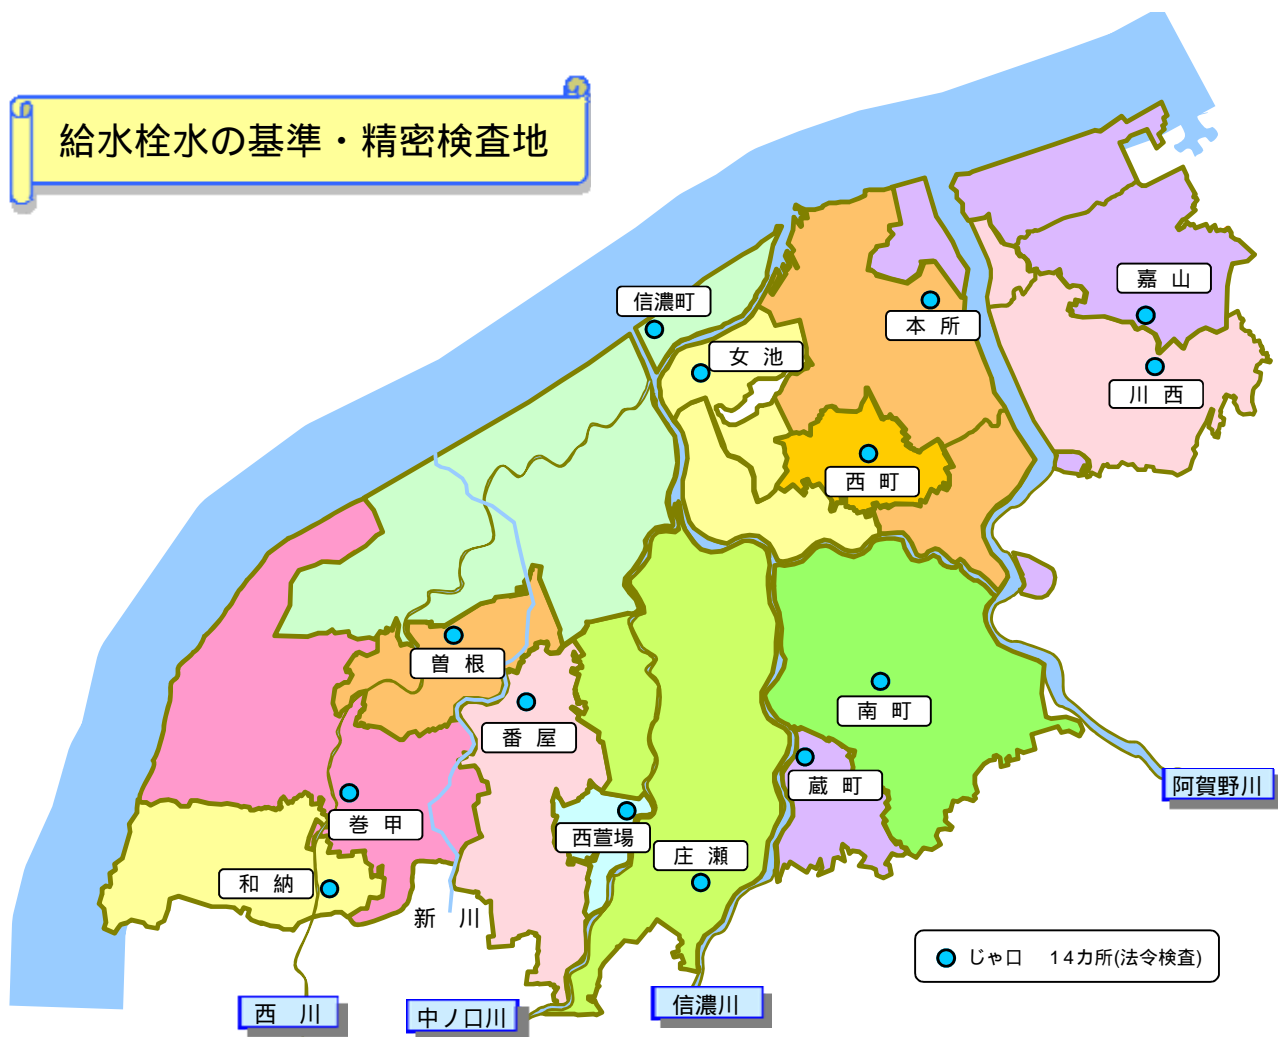 給水栓水の基準・精密検査地
嘉 山
信濃町
本 所
女 池
川 西
西 町
曽 根
南 町
番 屋
阿賀野川
蔵 町
巻 甲
西萱場
庄 瀬
和 納
新 川
じゃ口 14カ所(法令検査)
信濃川
西 川
中ノ口川